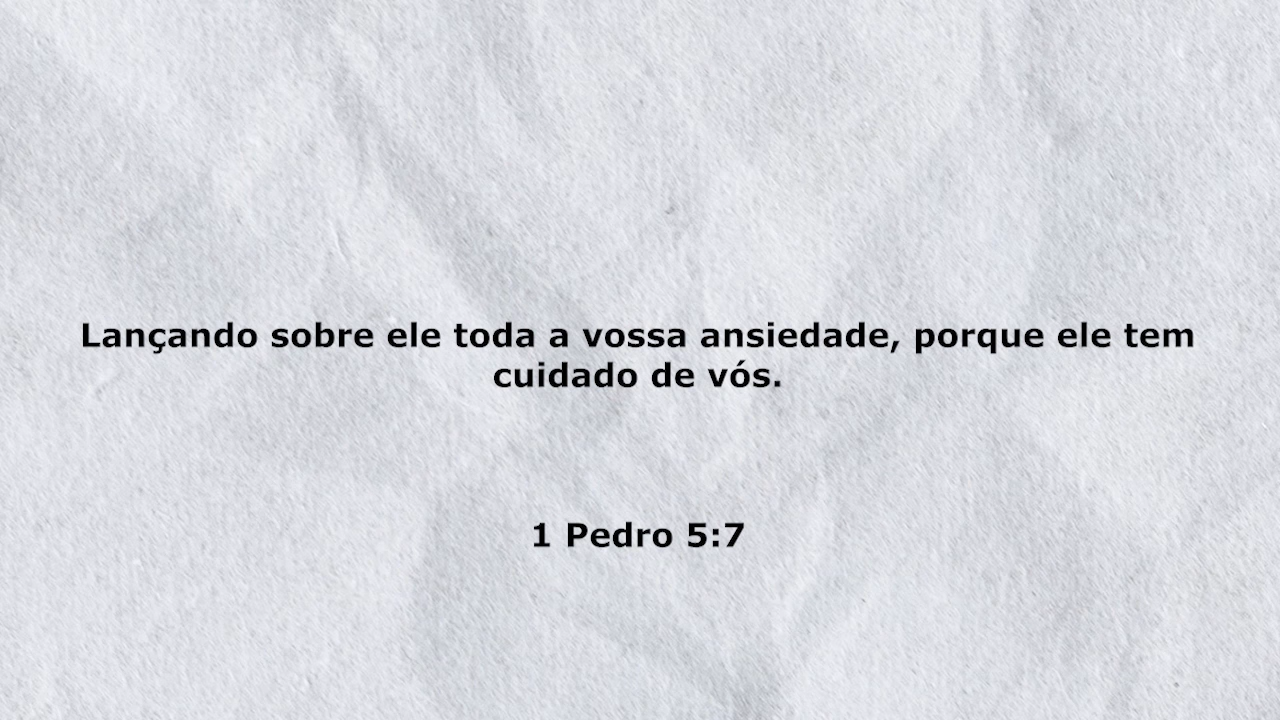 Lançando sobre ele toda a vossa ansiedade, porque ele tem
cuidado de vós.
1 Pedro 5:7